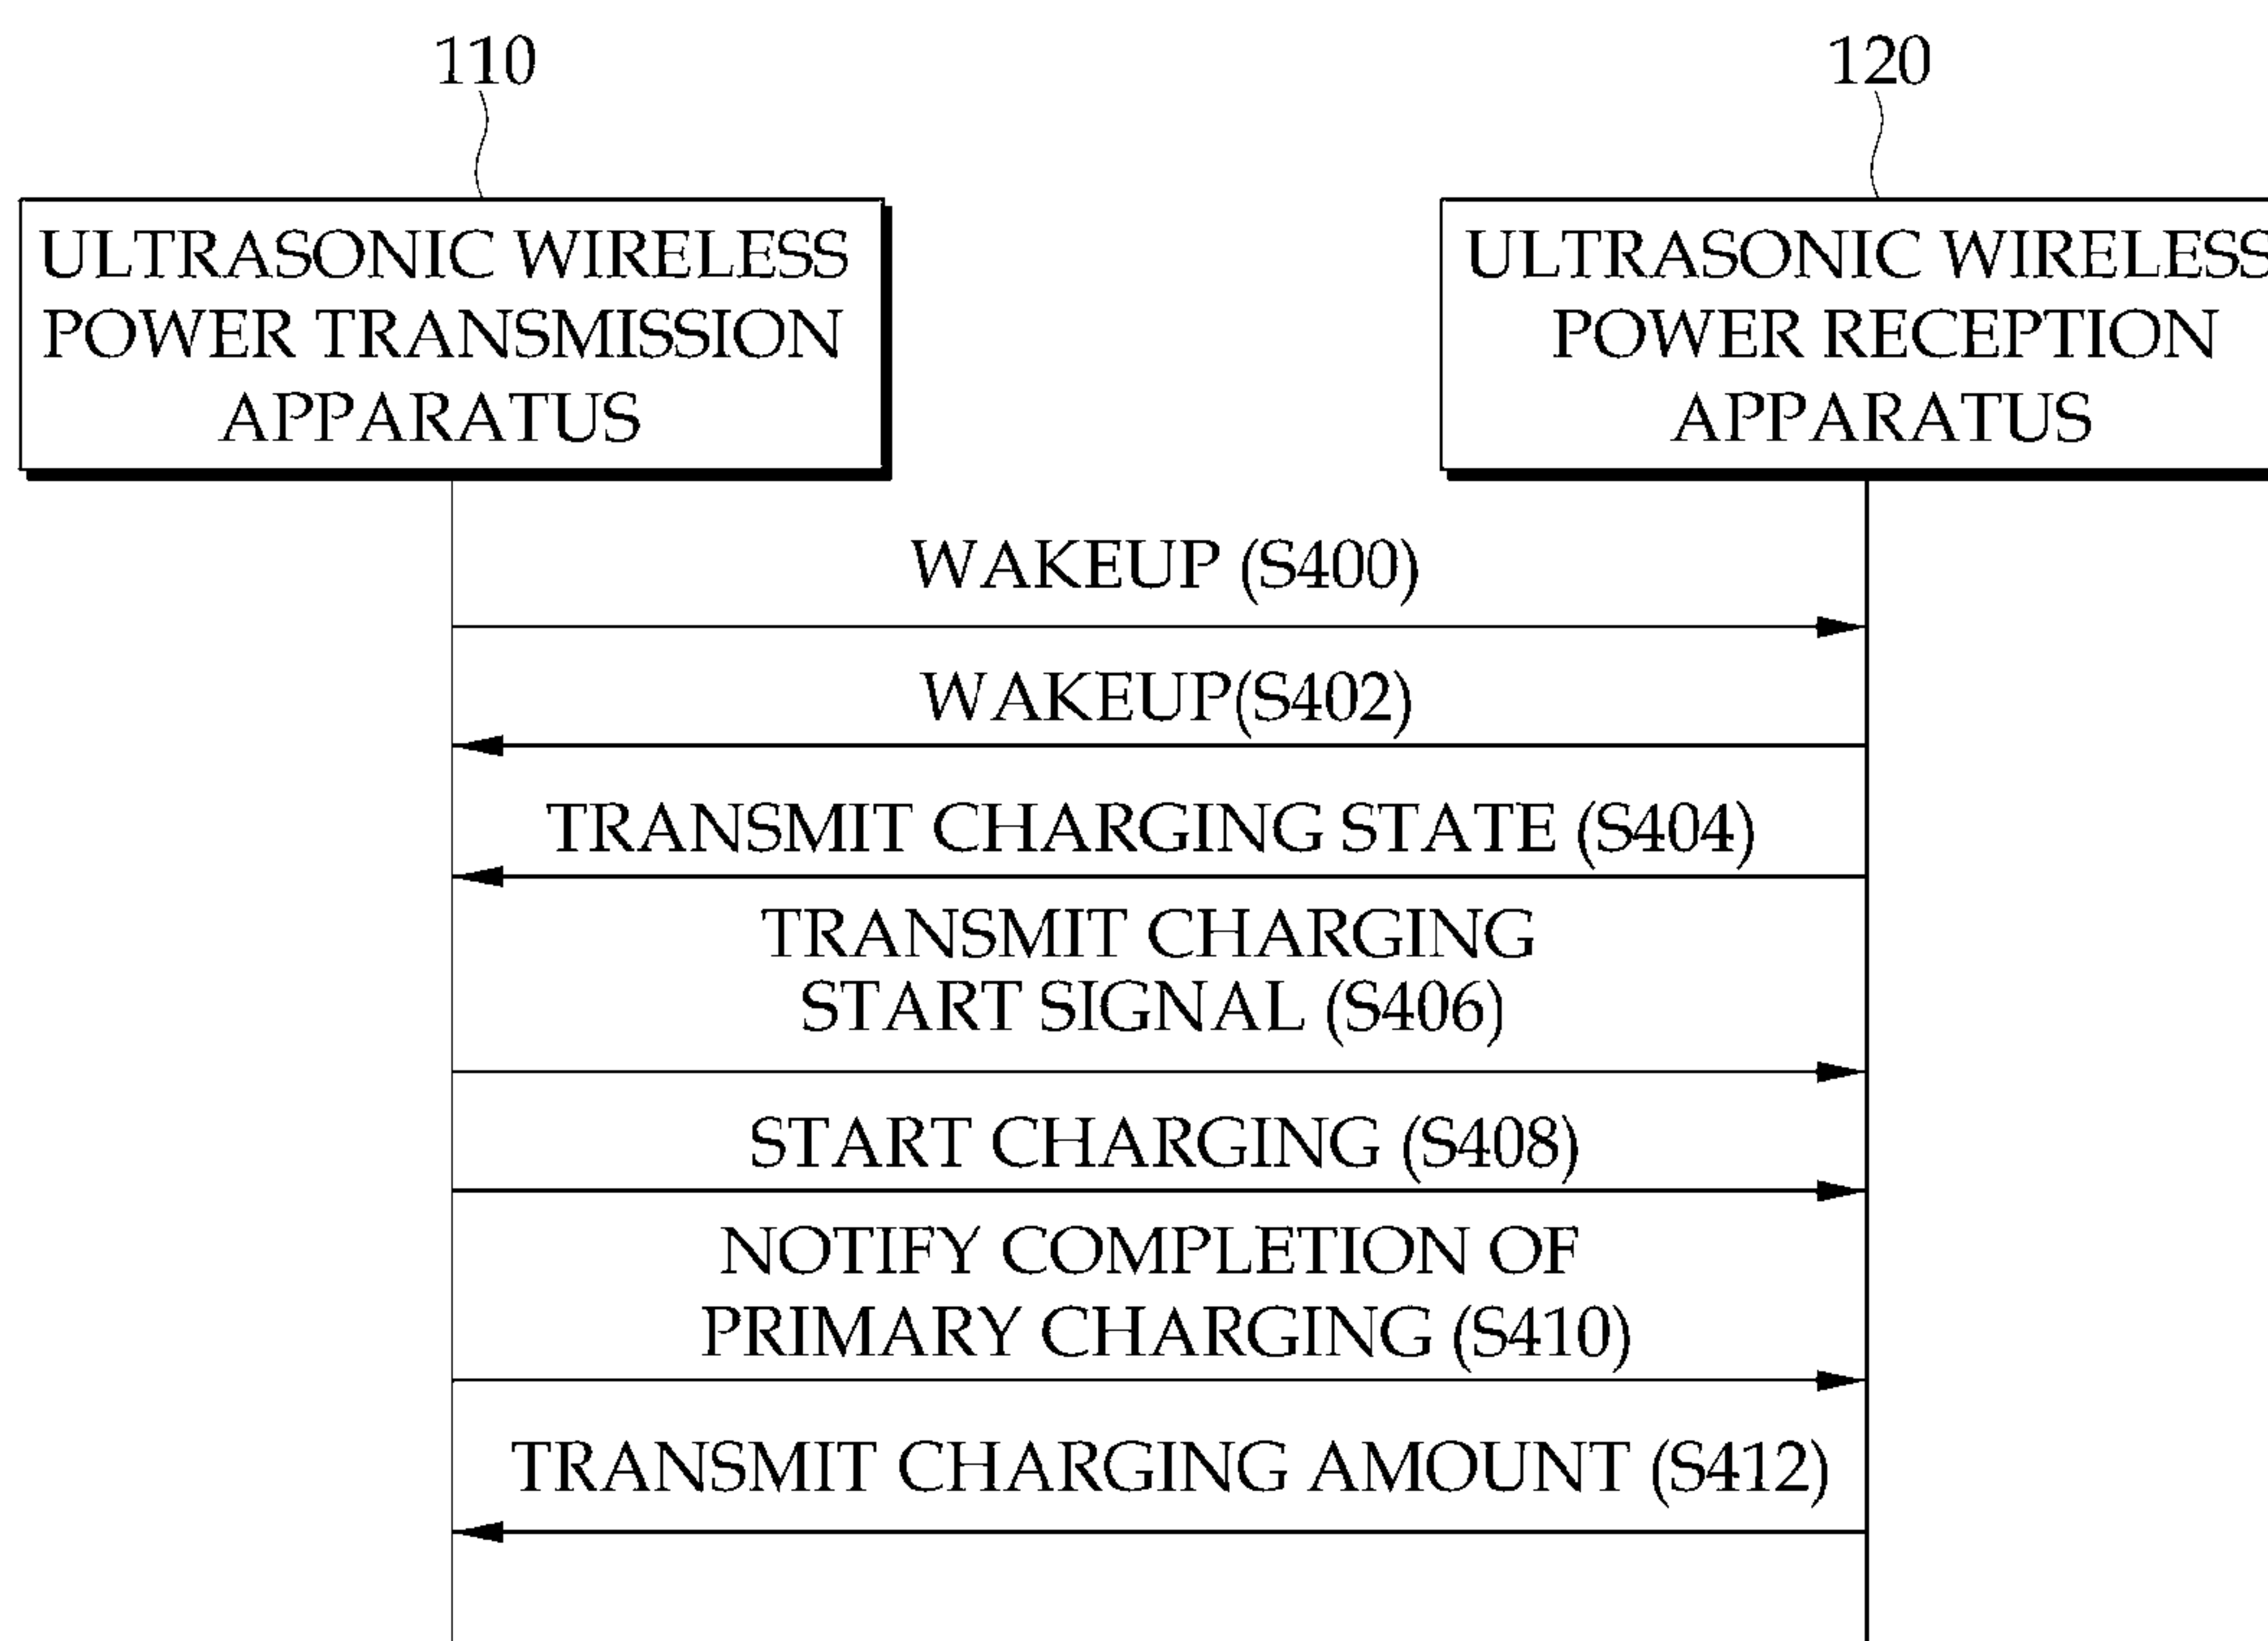 110
120
ULTRASONIC WIRELESS
POWER TRANSMISSION
APPARATUS
ULTRASONIC WIRELESS
POWER RECEPTION
APPARATUS
WAKEUP (S400)
WAKEUP(S402)
TRANSMIT CHARGING STATE (S404)
TRANSMIT CHARGING
START SIGNAL (S406)
START CHARGING (S408)
NOTIFY COMPLETION OF
PRIMARY CHARGING (S410)
TRANSMIT CHARGING AMOUNT (S412)